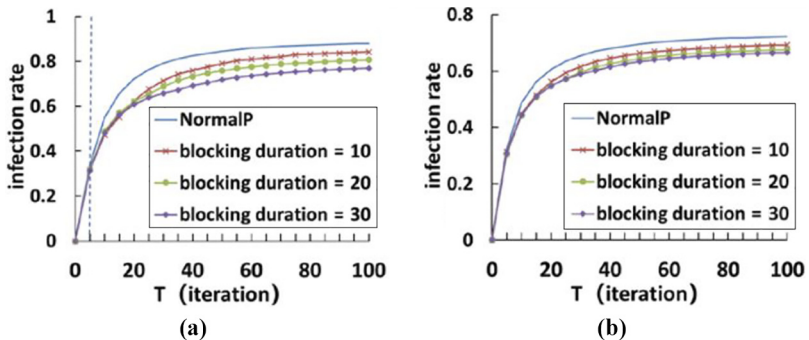 1
0.8
0.6
0.4
0.2
0
infection rate
0 20 40 60 80 100
T (iteration)
NormalP
blocking duration = 10
blocking duration = 20
blocking duration = 30
(a)
0.8
0.6
0.4
0.2
0
infection rate
0 20 40 60 80 100
T (iteration)
NormalP
blocking duration = 10
blocking duration = 20
blocking duration = 30
(b)